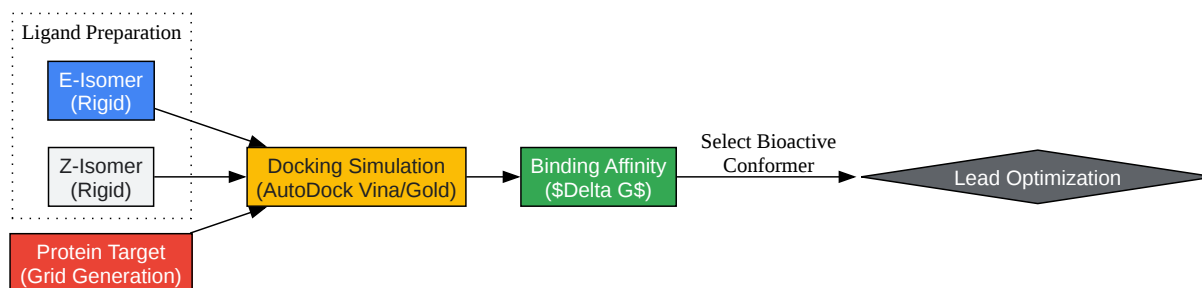 Ligand Preparation
E-Isomer
(Rigid)
Z-Isomer
(Rigid)
Protein Target
(Grid Generation)
Docking Simulation
(AutoDock Vina/Gold)
Binding Affinity
($Delta G$)
Select Bioactive
Conformer
Lead Optimization